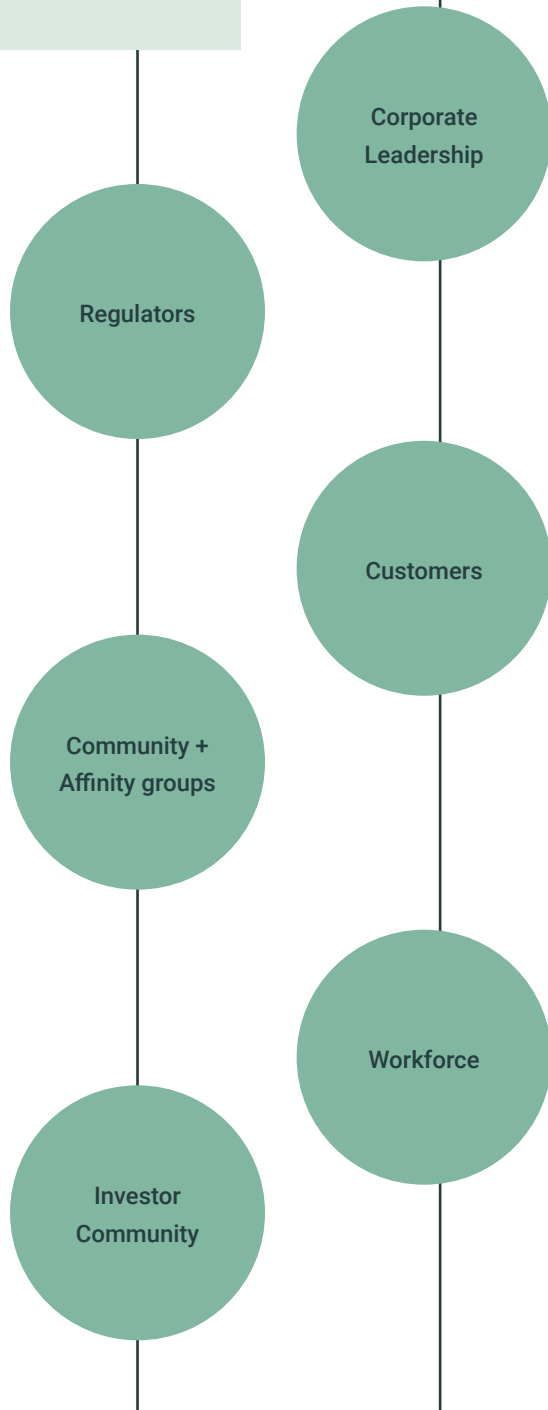 Corporate
Leadership
Regulators
Customers
Community +
Affinity groups
Workforce
Investor
Community